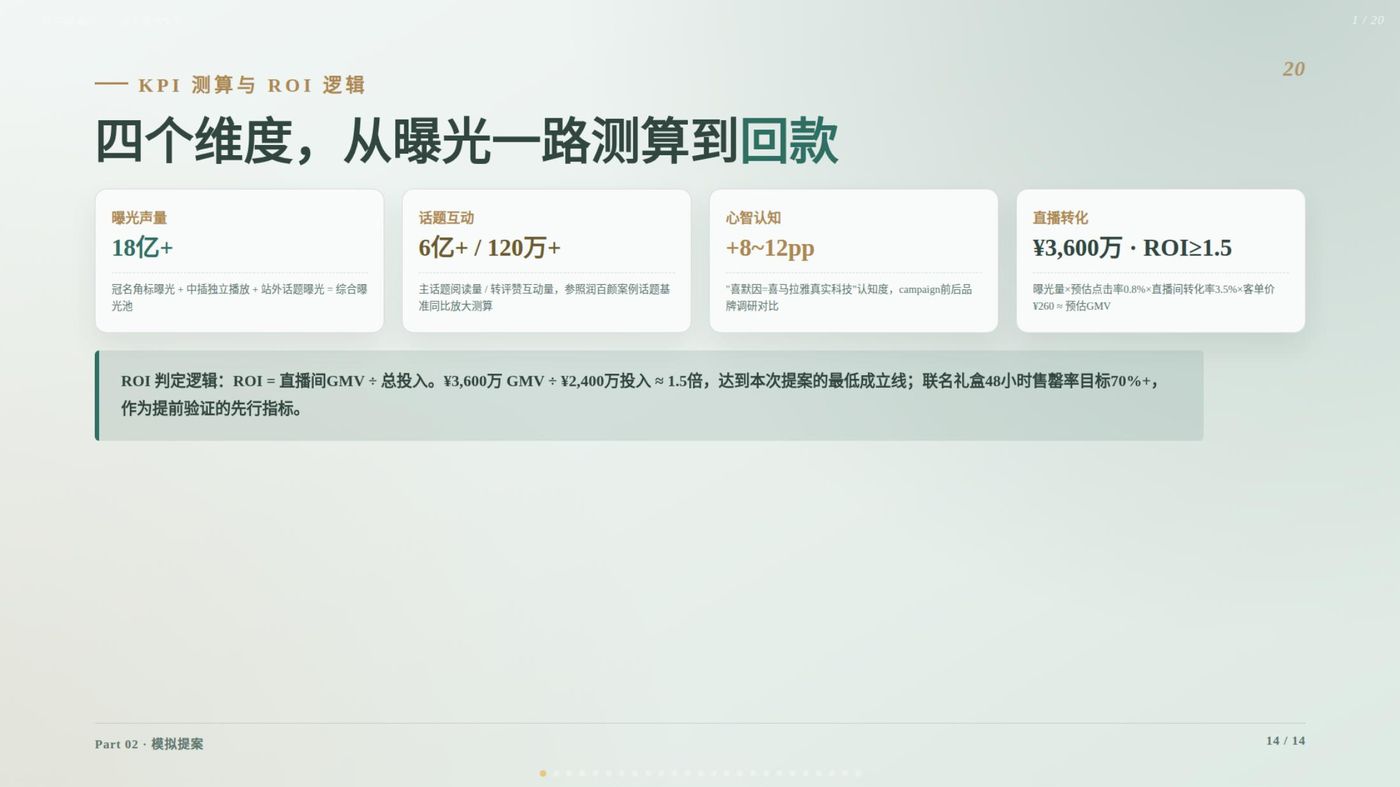 1 / 20
20
KPI 测算与 ROI 逻辑
四个维度，从曝光一路测算到回款
曝光声量
18亿+
冠名角标曝光 + 中插独立播放 + 站外话题曝光 = 综合曝
光池
话题互动
6亿+ / 120万+
主话题阅读量 / 转评赞互动量，参照润百颜案例话题基
准同比放大测算
心智认知
+8~12pp
"喜默因=喜马拉雅真实科技"认知度，campaign前后品
牌调研对比
直播转化
¥3,600万 · ROI≥1.5
曝光量×预估点击率0.8%×直播间转化率3.5%×客单价
¥260 ≈ 预估GMV
ROI 判定逻辑：ROI = 直播间GMV ÷ 总投入。¥3,600万 GMV ÷ ¥2,400万投入 ≈ 1.5倍，达到本次提案的最低成立线；联名礼盒48小时售罄率目标70%+，
作为提前验证的先行指标。
Part 02 · 模拟提案
14 / 14